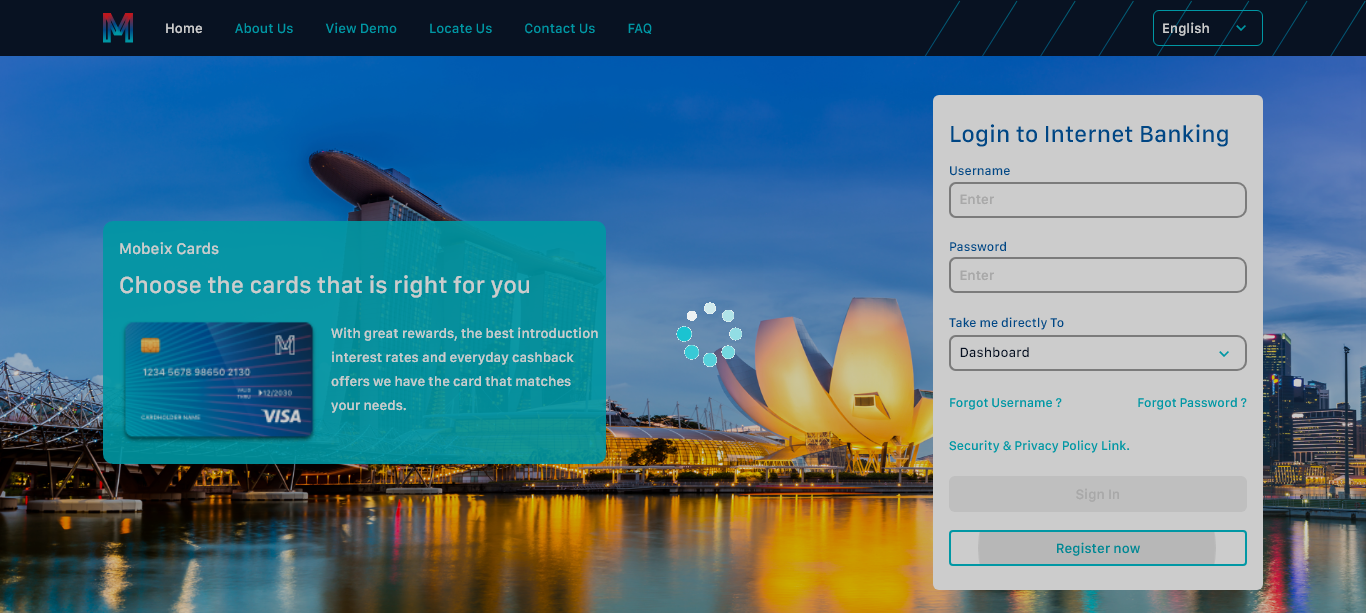 Home
About Us
View Demo
Locate Us
Contact Us
FAQ
English
Mobeix Cards
Choose the cards that is right for you
With great rewards, the best introduction
interest rates and everyday cashback
offers we have the card that matches
your needs.
1234 5678 98650 2130
VALID
THRU
12/2030
CARDHOLDER NAME
VISA
Login to Internet Banking
Username
Enter
Password
Enter
Take me directly To
Dashboard
Forgot Username ?
Forgot Password ?
Security & Privacy Policy Link.
Sign In
Register now